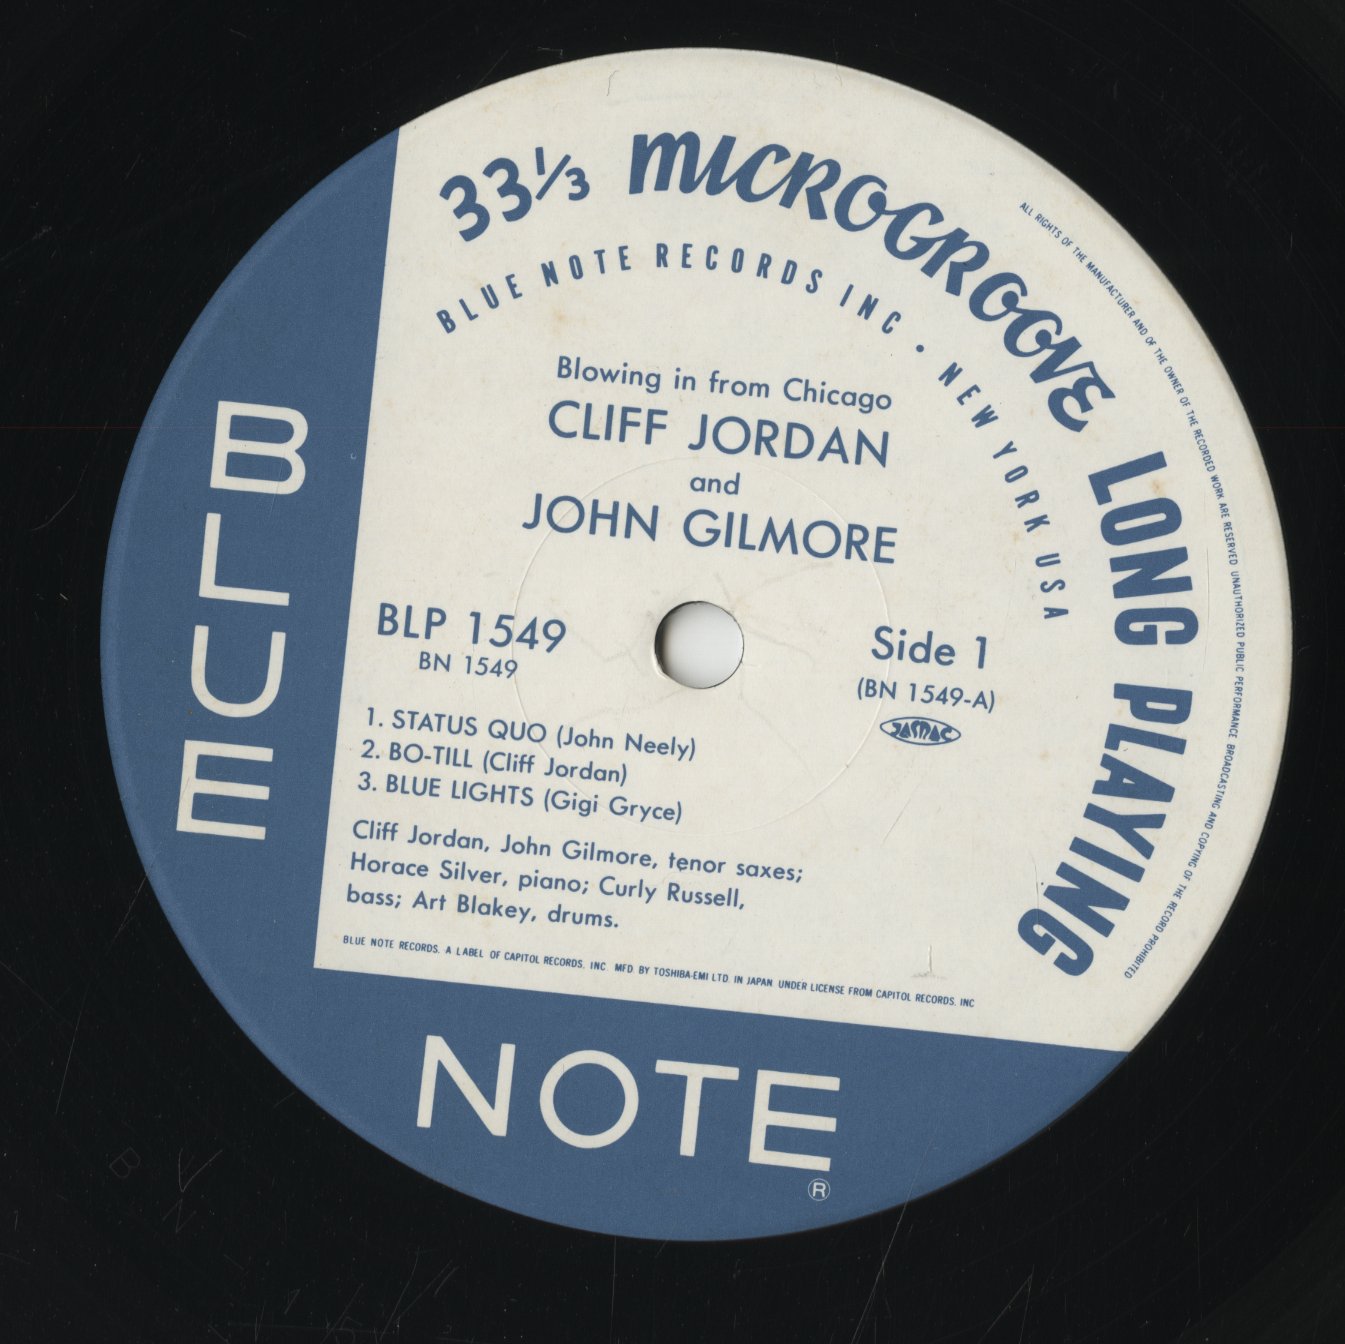 33⅓ MICROGROOVE LONG PLAYING
BLUE NOTE RECORDS INC · NEW YORK USA
ALL RIGHTS OF THE MANUFACTURER AND OF THE OWNER OF THE RECORDED WORK ARE RESERVED UNAUTHORIZED PUBLIC PERFORMANCE BROADCASTING AND COPYING OF THE RECORD PROHIBITED
Blowing in from Chicago
CLIFF JORDAN
and
JOHN GILMORE
BLP 1549
BN 1549
Side 1
(BN 1549-A)
JASRAC
1. STATUS QUO (John Neely)
2. BO-TILL (Cliff Jordan)
3. BLUE LIGHTS (Gigi Gryce)
Cliff Jordan, John Gilmore, tenor saxes;
Horace Silver, piano; Curly Russell,
bass; Art Blakey, drums.
BLUE NOTE RECORDS, A LABEL OF CAPITOL RECORDS, INC MFD BY TOSHIBA-EMI LTD IN JAPAN UNDER LICENSE FROM CAPITOL RECORDS, INC
BLUE
NOTE
®